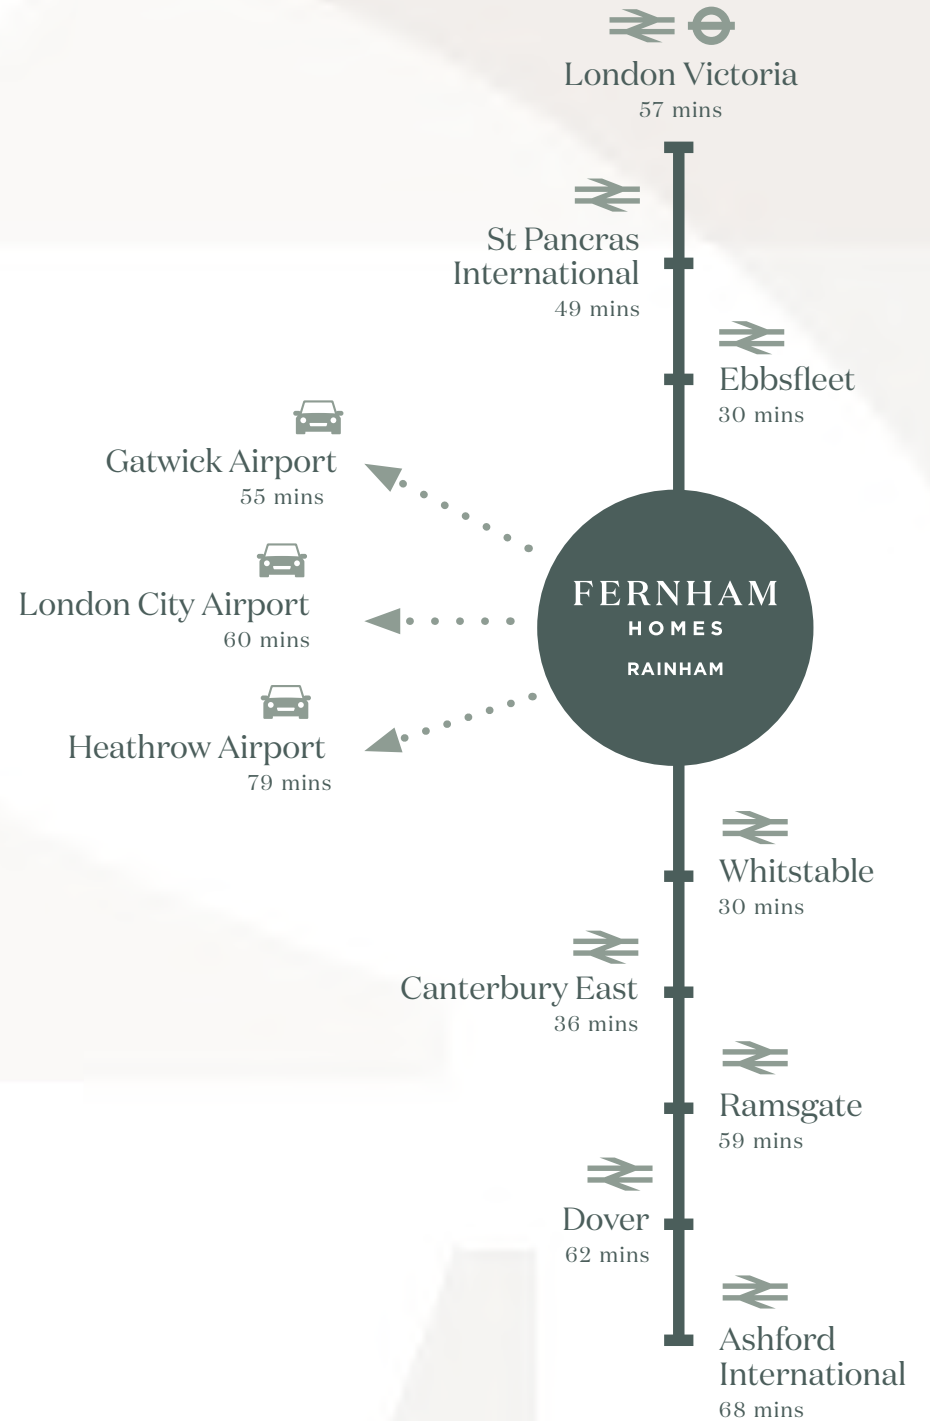 London Victoria
57 mins
St Pancras
International
49 mins
Ebbsfleet
30 mins
Gatwick Airport
55 mins
London City Airport
60 mins
Heathrow Airport
79 mins
FERNHAM
HOMES
RAINHAM
Whitstable
30 mins
Canterbury East
36 mins
Ramsgate
59 mins
Dover
62 mins
Ashford
International
68 mins